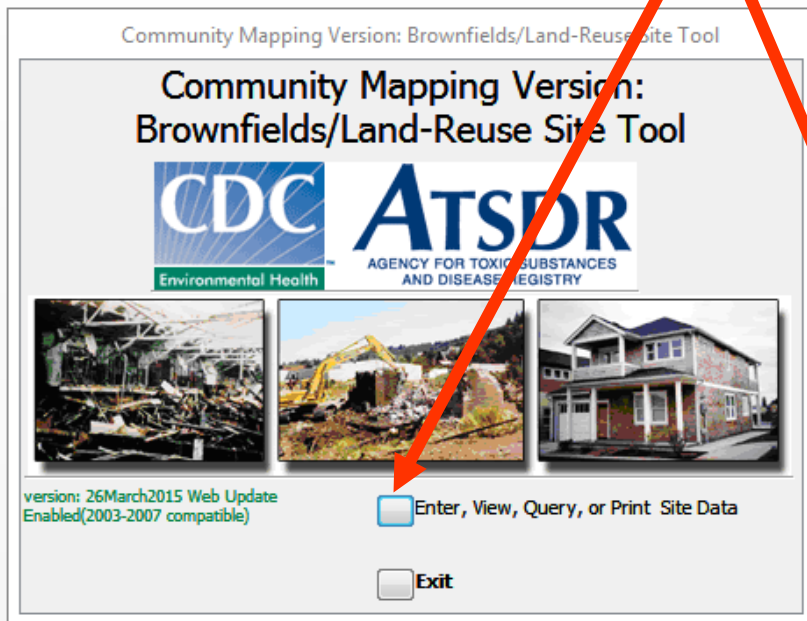 Community Mapping Version: Brownfields/Land-Reuse Site Tool
Community Mapping Version:
Brownfields/Land-Reuse Site Tool
CDC
™
Environmental Health
ATSDR
AGENCY FOR TOXIC SUBSTANCES
AND DISEASE REGISTRY
version: 26March2015 Web Update
Enabled(2003-2007 compatible)
Enter, View, Query, or Print Site Data
Exit